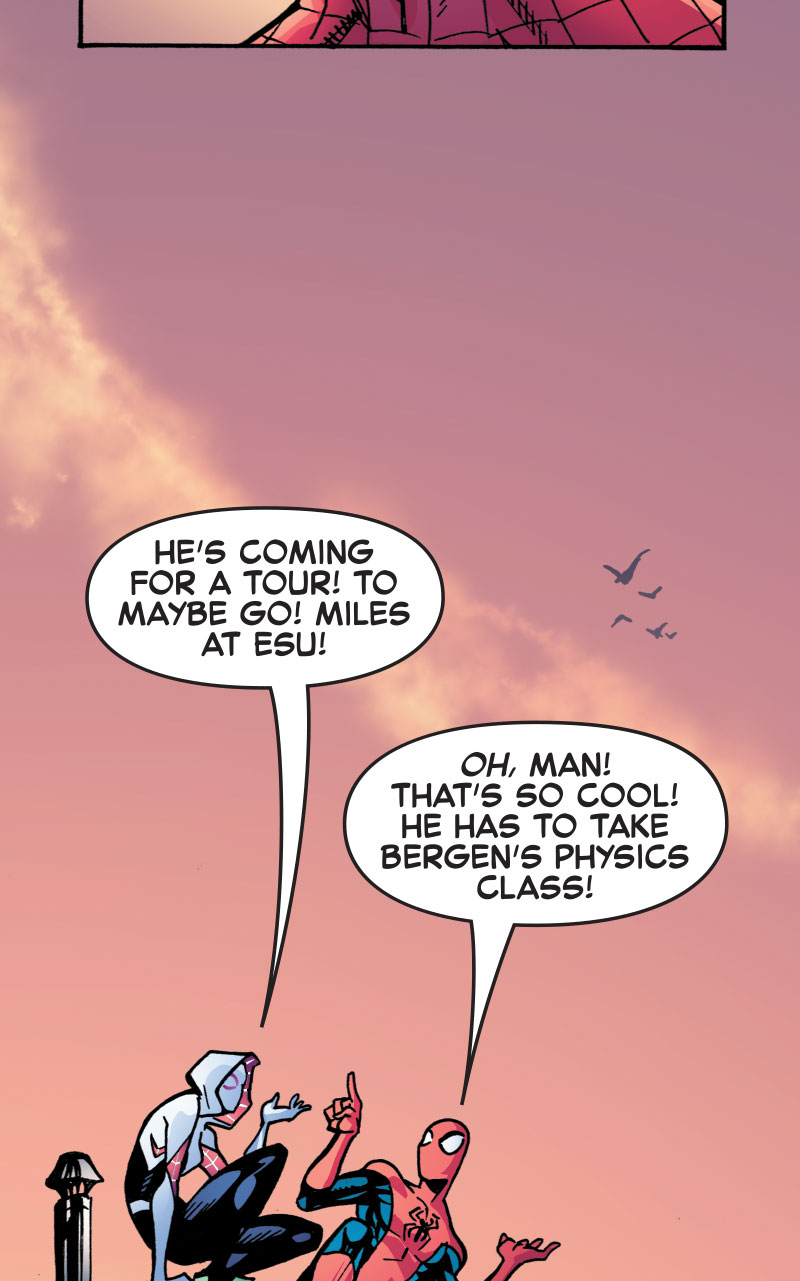 HE'S COMING
FOR A TOUR! TO
MAYBE GO! MILES
AT ESU!
OH, MAN!
THAT'S SO COOL!
HE HAS TO TAKE
BERGEN'S PHYSICS
CLASS!